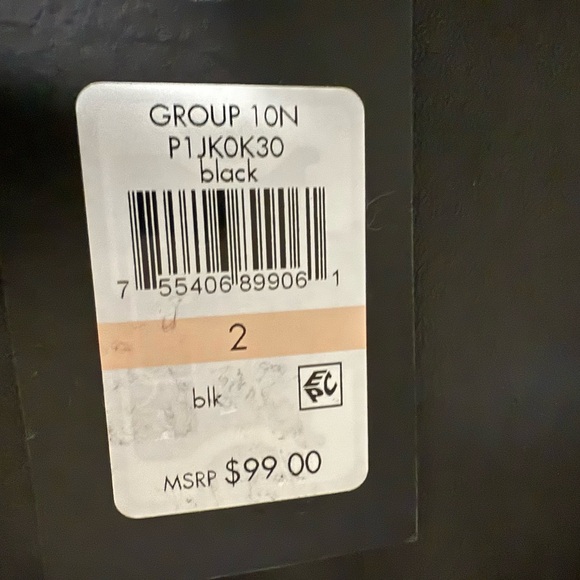 GROUP 10N
P1JK0K30
black
7 55406 89906 1
2
blk
EPC
MSRP $99.00